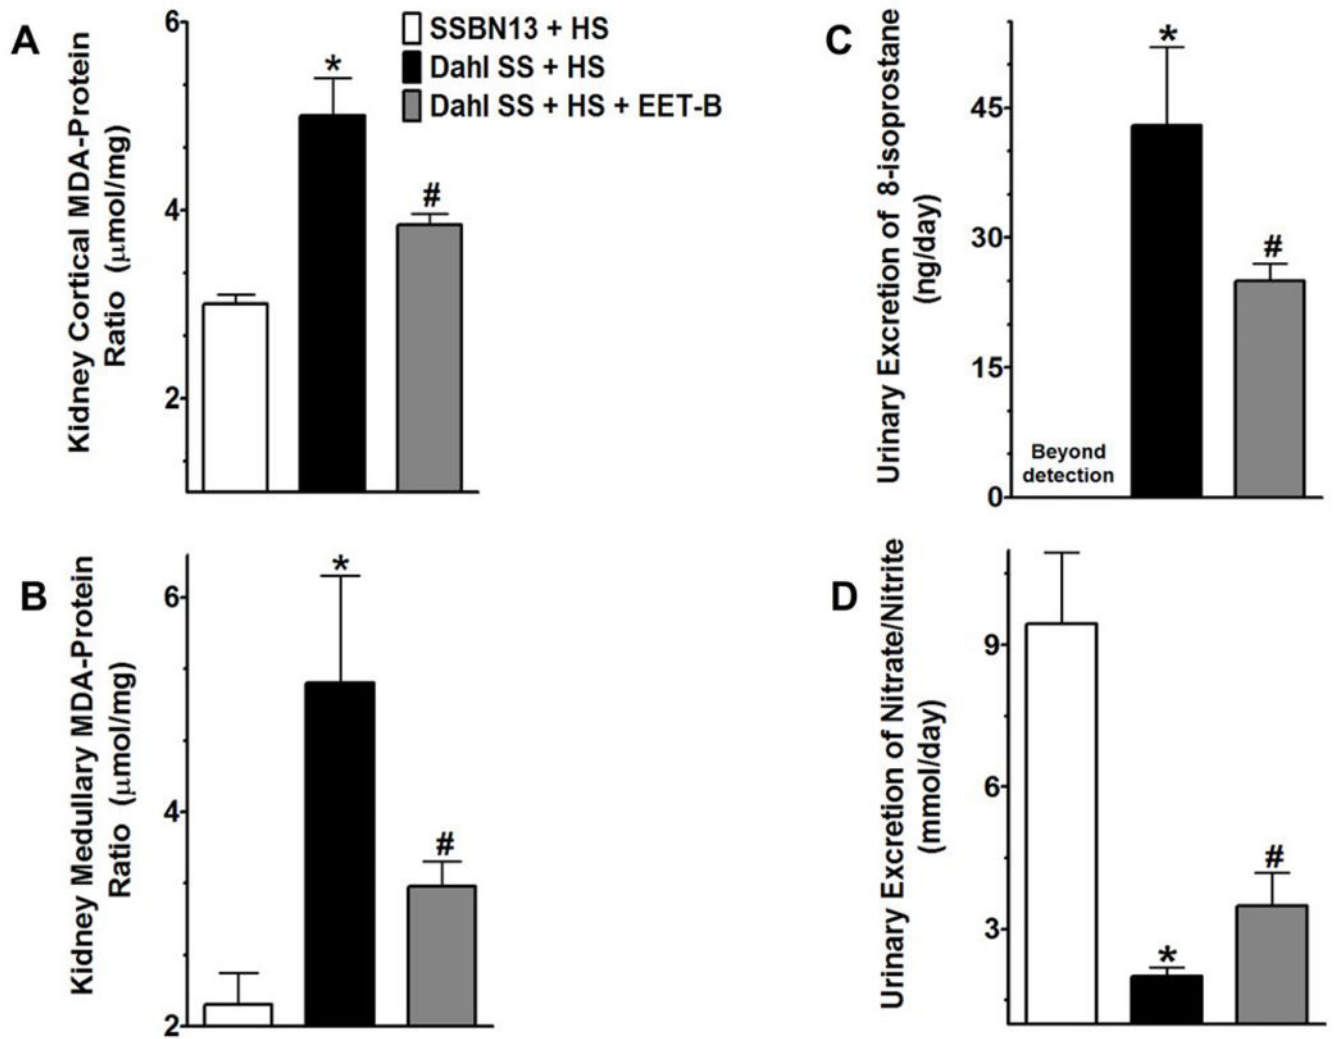 A
Kidney Cortical MDA-Protein
Ratio (μmol/mg)
6
4
2
*
#
SSBN13 + HS
Dahl SS + HS
Dahl SS + HS + EET-B
C
Urinary Excretion of 8-isoprostane
(ng/day)
45
30
15
0
*
#
Beyond
detection
B
Kidney Medullary MDA-Protein
Ratio (μmol/mg)
6
4
2
*
#
D
Urinary Excretion of Nitrate/Nitrite
(mmol/day)
9
6
3
*
#